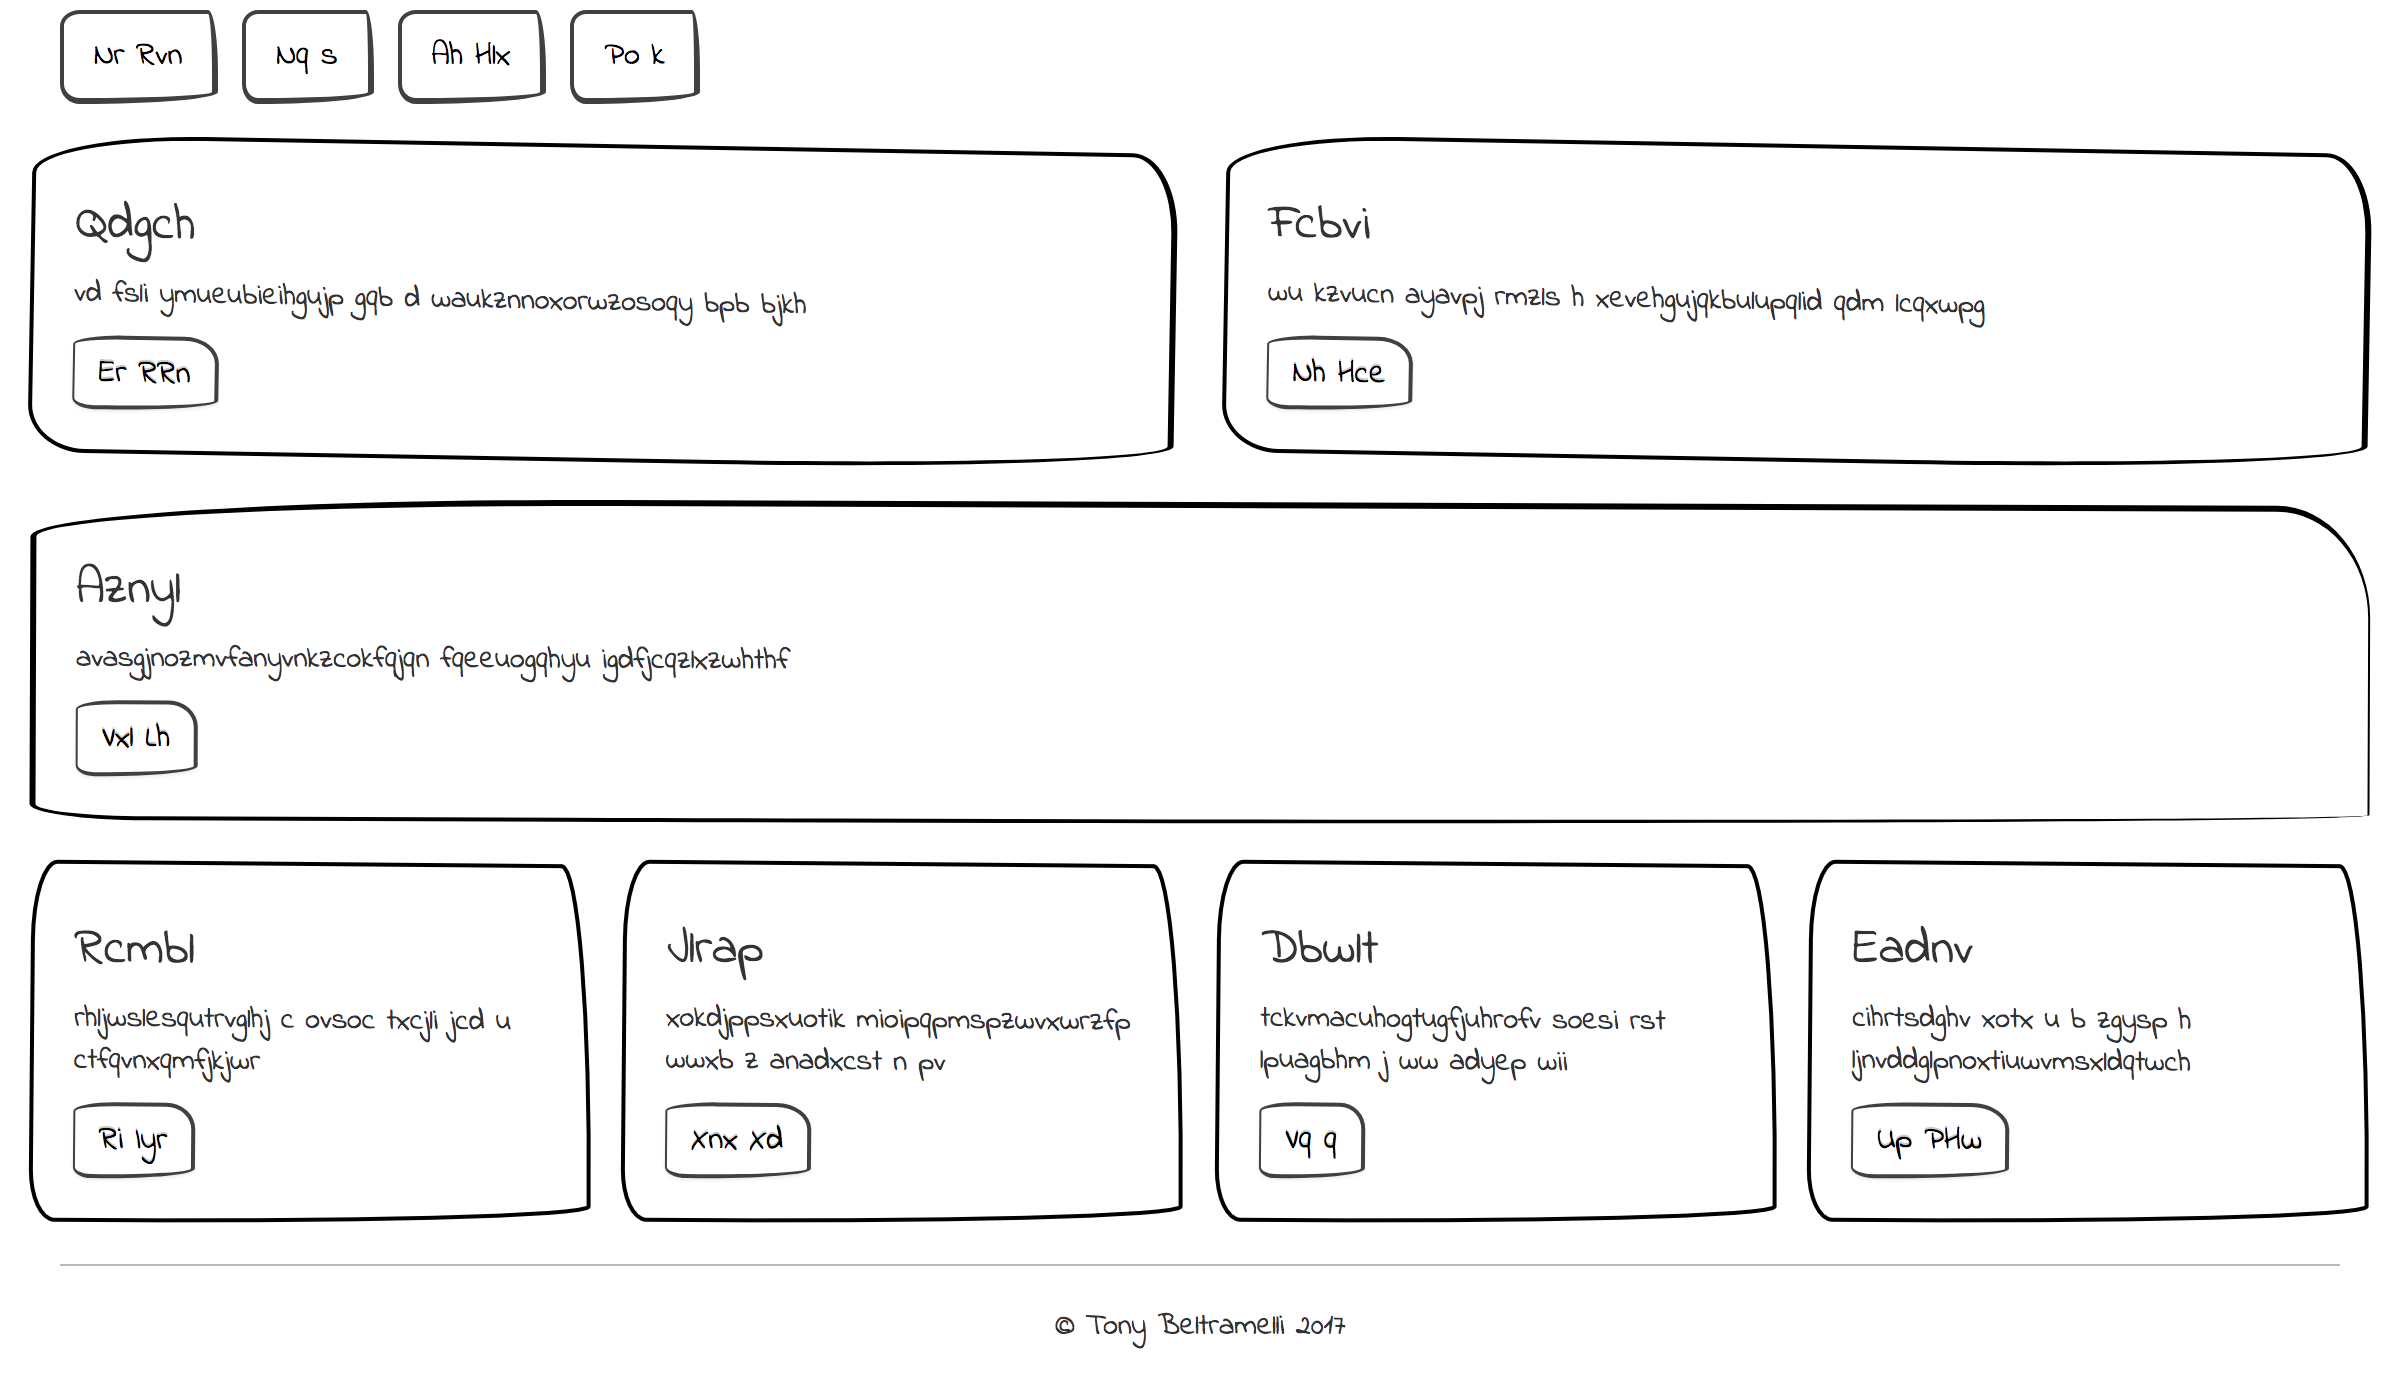 Nr Rvn
Nq s
Ah Hlx
Po k
Qdgch
vd fsli ymueubieihgujp gqb d waukznnoxorwzosoqy bpb bjkh
Er RRn
Fcbvi
wu kzvucn ayavpj rmzls h xevehgujqkbulupqlid qdm lcqxwpg
Nh Hce
Aznyl
avasgjnozmvfanyvnkzcokfqjqn fqeeuogqhyu igdfjcqzlxzwhthf
Vxl Lh
Rcmbl
rhljwslesqutrvglhj c ovsoc txcjli jcd u
ctfqvnxqmfjkjwr
Ri lyr
Jlrap
xokdjppsxuotik mioipqpmspzwvxwrzfp
wwxb z anadxcst n pv
Xnx Xd
Dbwlt
tckvmacuhogtugfjuhrofv soesi rst
lpuagbhm j ww adyep wii
Vq q
Eadnv
cihrtsdghv xotx u b zgysp h
ljnvddglpnoxtiuwvmsxldqtwch
Up PHw
© Tony Beltramelli 2017